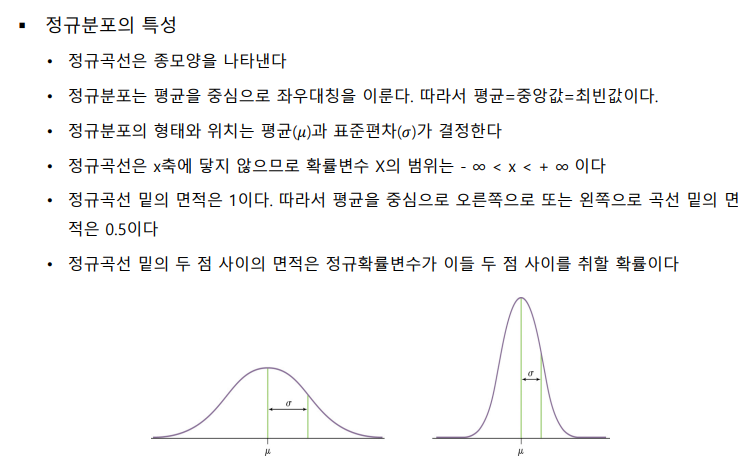 ▪ 정규분포의 특성
• 정규곡선은 종모양을 나타낸다
• 정규분포는 평균을 중심으로 좌우대칭을 이룬다. 따라서 평균=중앙값=최빈값이다.
• 정규분포의 형태와 위치는 평균(μ)과 표준편차(σ)가 결정한다
• 정규곡선은 x축에 닿지 않으므로 확률변수 X의 범위는 - ∞ < x < + ∞ 이다
• 정규곡선 밑의 면적은 1이다. 따라서 평균을 중심으로 오른쪽으로 또는 왼쪽으로 곡선 밑의 면
적은 0.5이다
• 정규곡선 밑의 두 점 사이의 면적은 정규확률변수가 이들 두 점 사이를 취할 확률이다
σ
μ
σ
μ